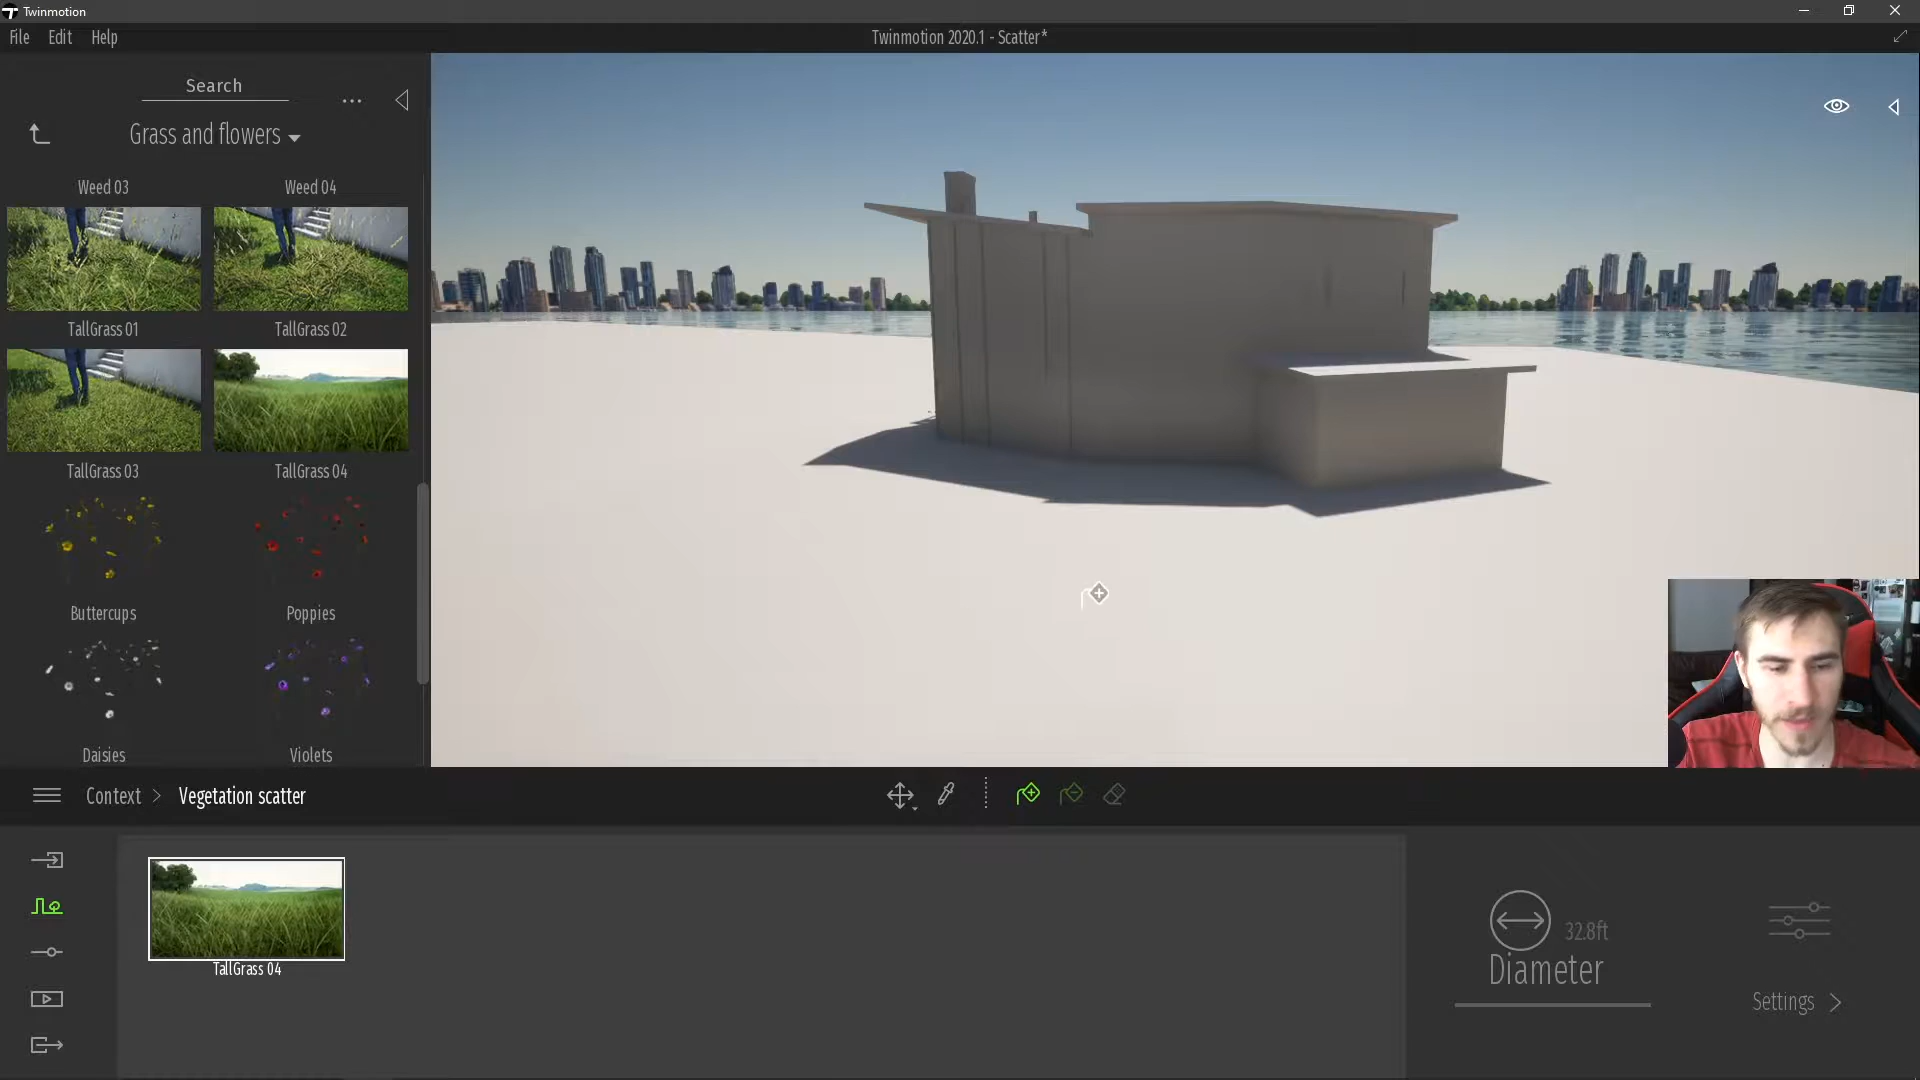 Twinmotion
File Edit Help
Twinmotion 2020.1 - Scatter*
Search
...
Grass and flowers
Weed 03 Weed 04
TallGrass 01 TallGrass 02
TallGrass 03 TallGrass 04
Buttercups Poppies
Daisies Violets
Context > Vegetation scatter
TallGrass 04
32.8ft
Diameter
Settings >